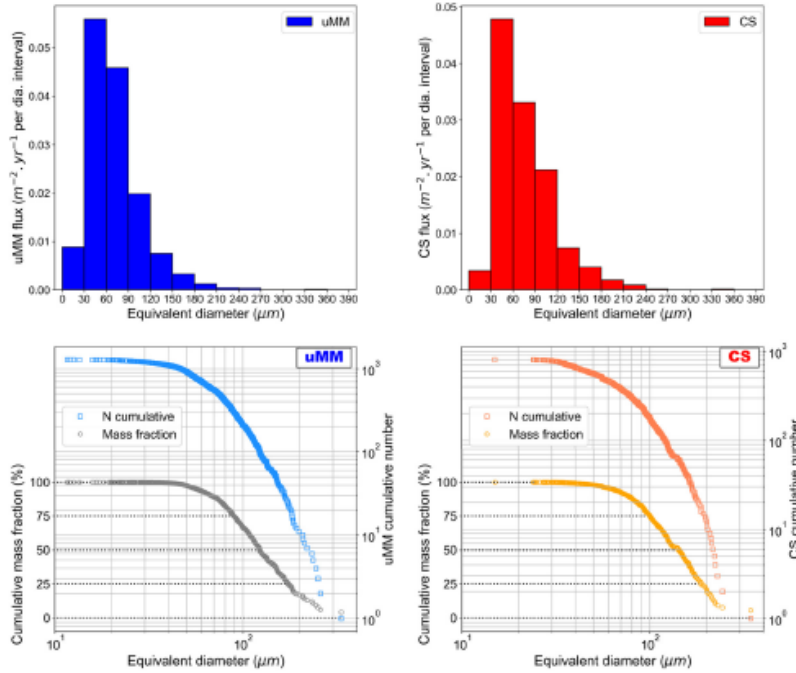 uMM
uMM flux (m⁻². yr⁻¹ per dia. interval)
0.05
0.04
0.03
0.02
0.01
0.00
0 30 60 90 120 150 180 210 240 270 300 330 360 390
Equivalent diameter (μm)
CS
CS flux (m⁻². yr⁻¹ per dia. interval)
0.05
0.04
0.03
0.02
0.01
0.00
0 30 60 90 120 150 180 210 240 270 300 330 360 390
Equivalent diameter (μm)
uMM
N cumulative
Mass fraction
Cumulative mass fraction (%)
100
75
50
25
0
uMM cumulative number
10³
10²
10¹
10⁰
10¹ 10²
Equivalent diameter (μm)
CS
N cumulative
Mass fraction
Cumulative mass fraction (%)
100
75
50
25
0
CS cumulative number
10³
10²
10¹
10⁰
10¹ 10²
Equivalent diameter (μm)